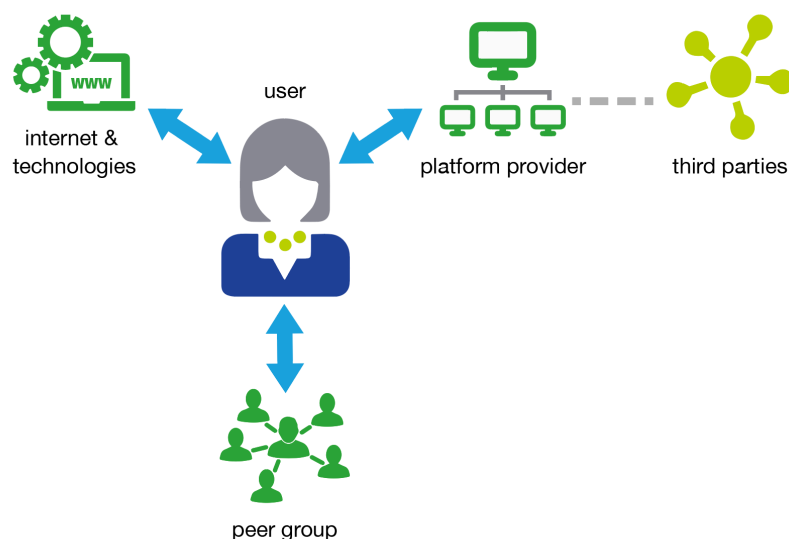 www
user
internet &
technologies
platform provider
third parties
peer group